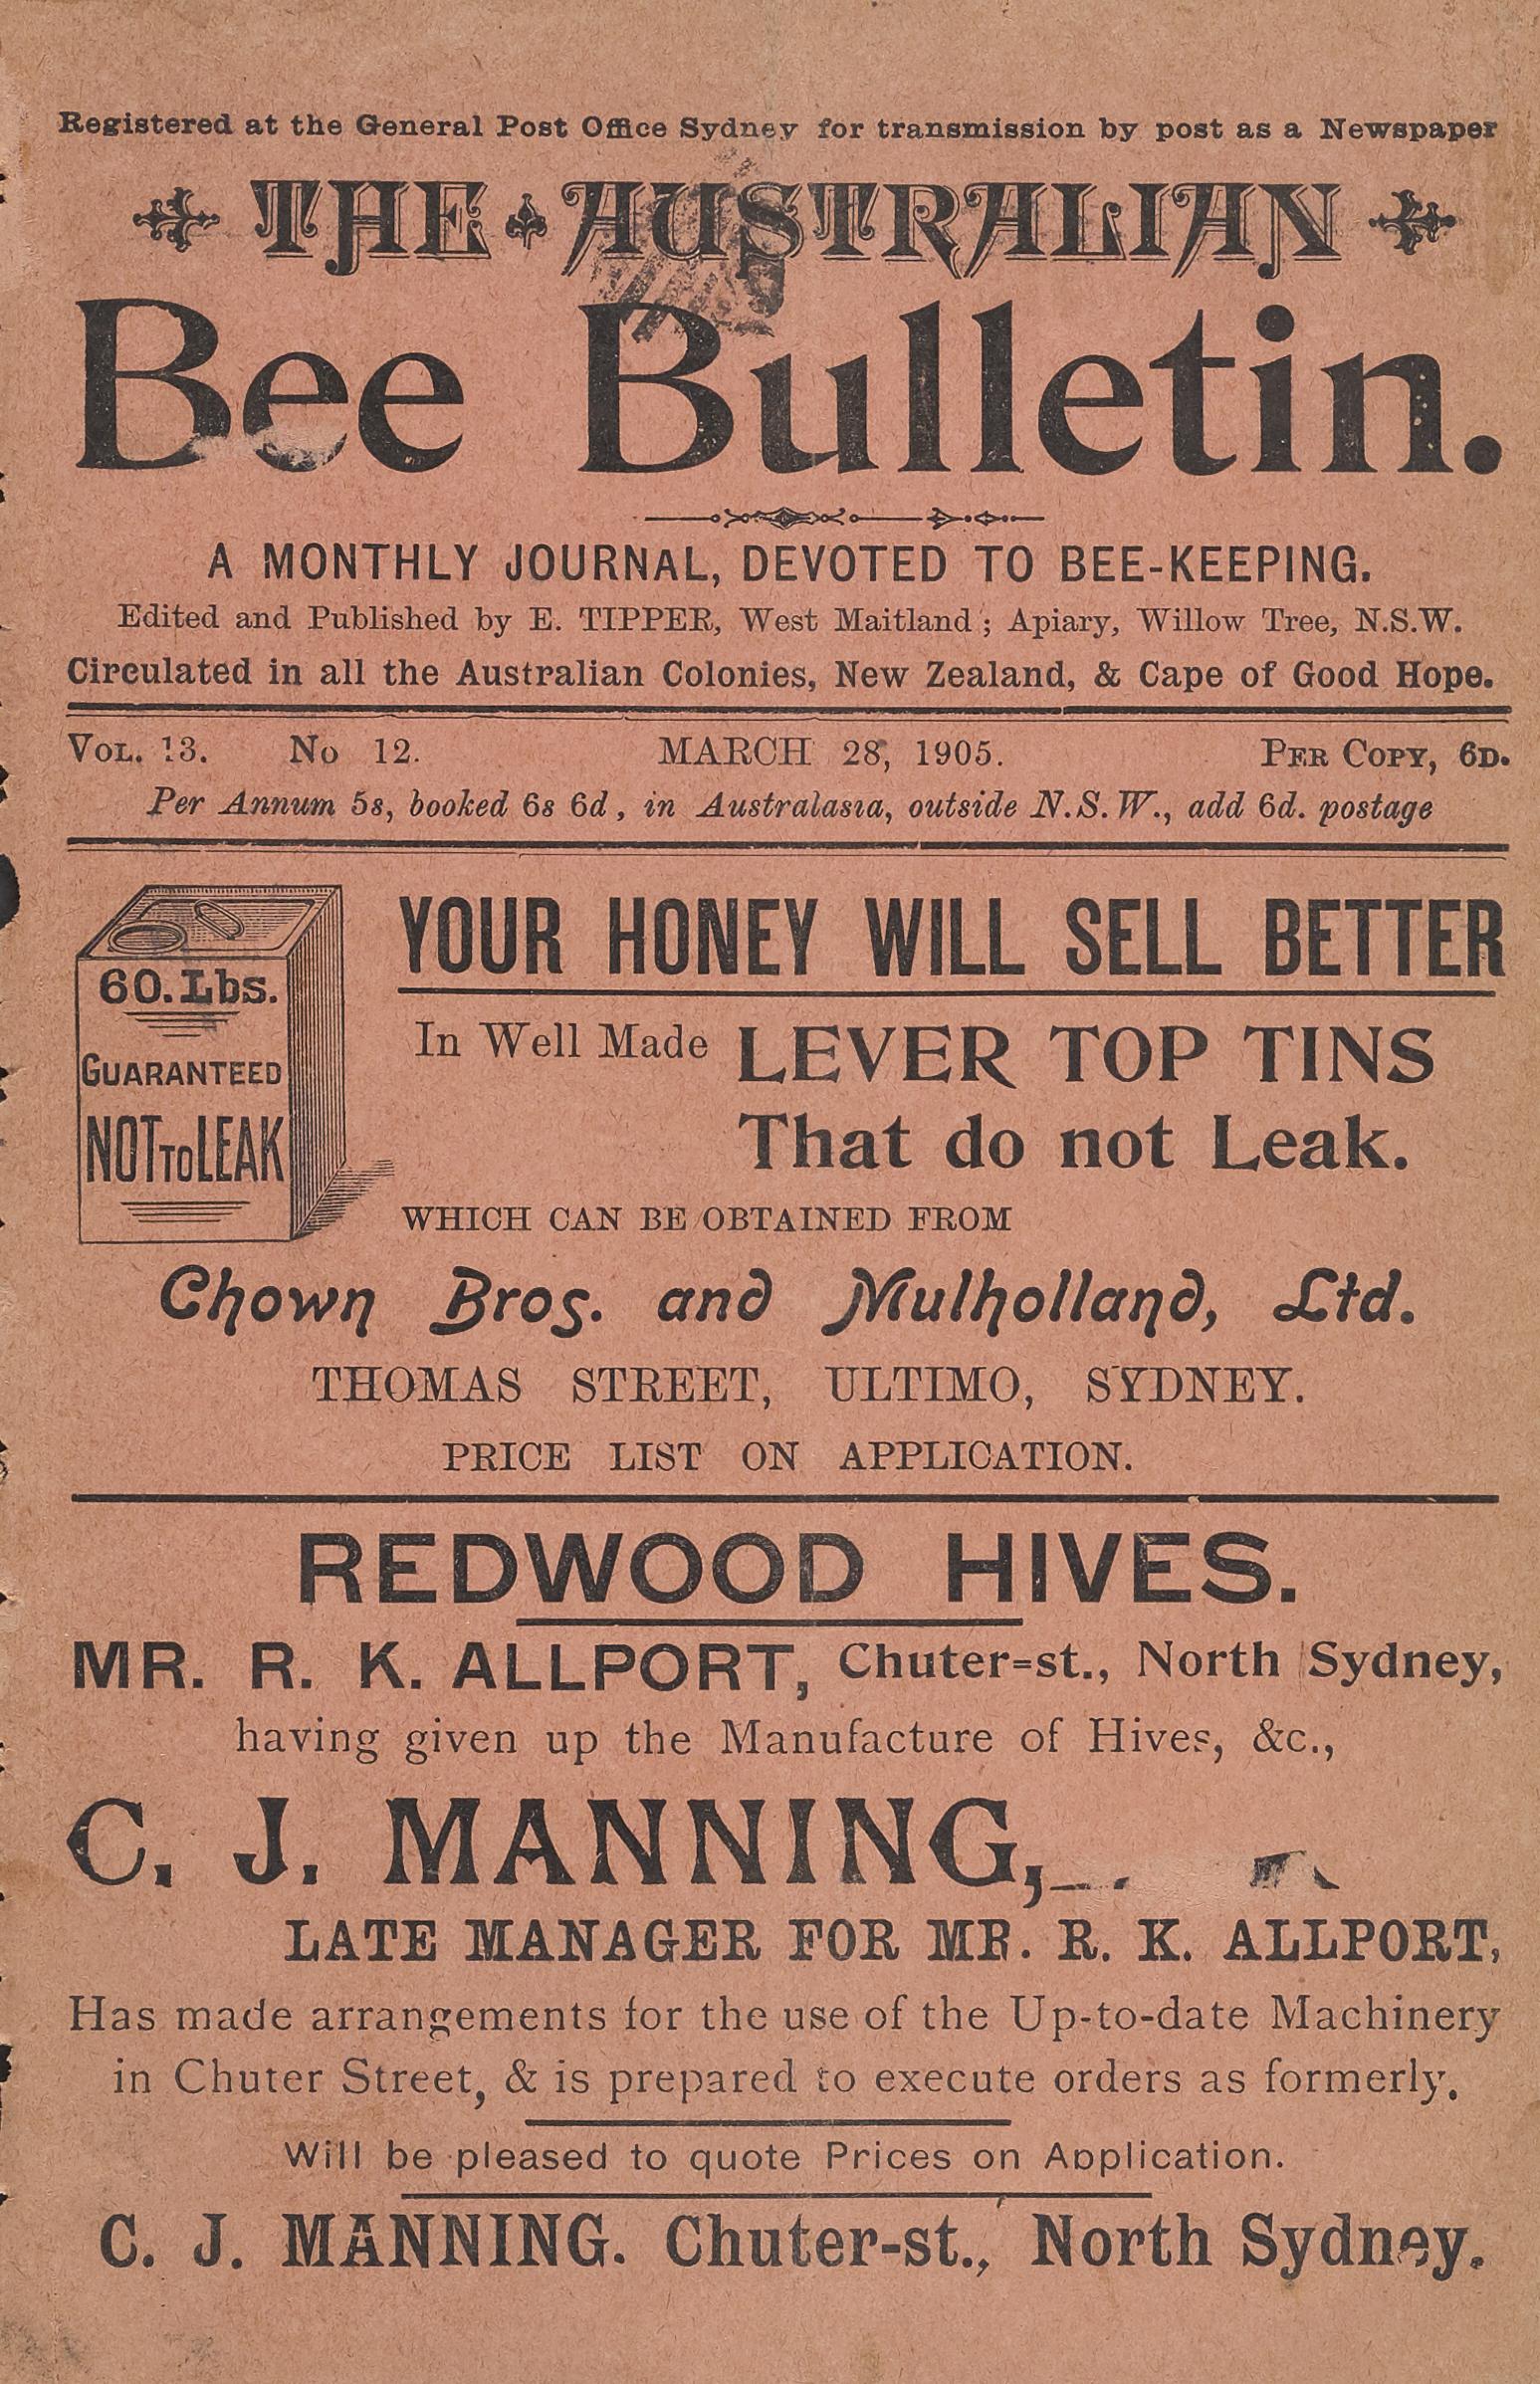 Registered at the General Post Office Sydney for transmission by post as a Newspaper
THE AUSTRALIAN
Bee Bulletin.
A MONTHLY JOURNAL, DEVOTED TO BEE-KEEPING.
Edited and Published by E. TIPPER, West Maitland; Apiary, Willow Tree, N.S.W.
Circulated in all the Australian Colonies, New Zealand, & Cape of Good Hope.
VOL. 13. No 12. MARCH 28, 1905. PER COPY, 6D.
Per Annum 5s, booked 6s 6d, in Australasia, outside N.S.W., add 6d. postage
60.Lbs.
GUARANTEED
NOT TO LEAK
YOUR HONEY WILL SELL BETTER
In Well Made LEVER TOP TINS
That do not Leak.
WHICH CAN BE OBTAINED FROM
Chown Bros. and Mulholland, Ltd.
THOMAS STREET, ULTIMO, SYDNEY.
PRICE LIST ON APPLICATION.
REDWOOD HIVES.
MR. R. K. ALLPORT, Chuter-st., North Sydney,
having given up the Manufacture of Hives, &c.,
C. J. MANNING,
LATE MANAGER FOR MR. R. K. ALLPORT,
Has made arrangements for the use of the Up-to-date Machinery
in Chuter Street, & is prepared to execute orders as formerly.
Will be pleased to quote Prices on Application.
C. J. MANNING. Chuter-st., North Sydney.